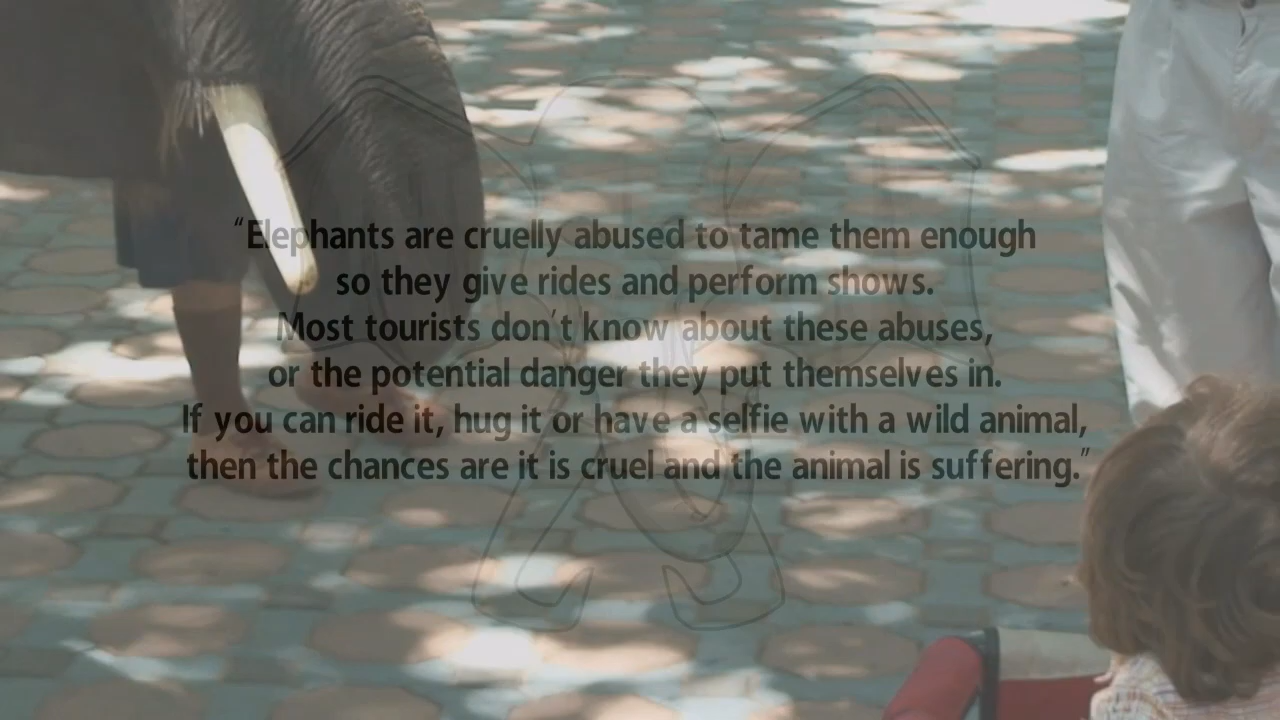 “Elephants are cruelly abused to tame them enough
so they give rides and perform shows.
Most tourists don’t know about these abuses,
or the potential danger they put themselves in.
If you can ride it, hug it or have a selfie with a wild animal,
then the chances are it is cruel and the animal is suffering.”